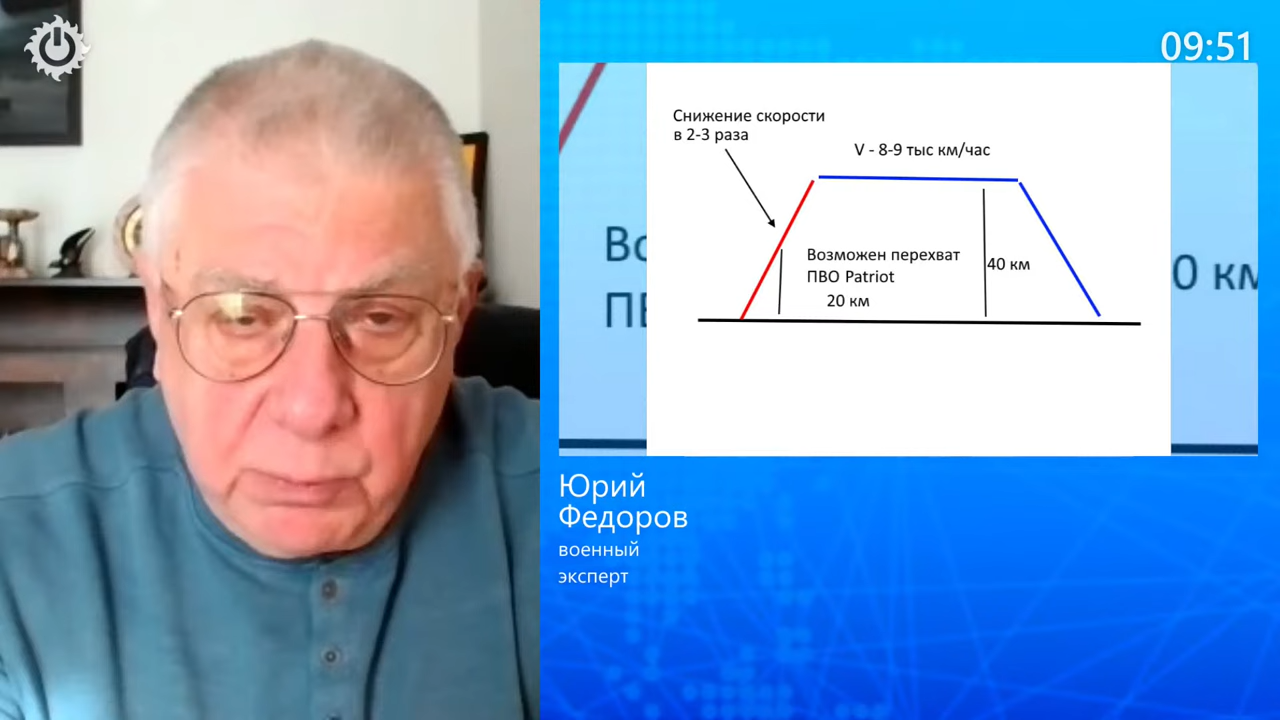 09:51
Снижение скорости
в 2-3 раза
V - 8-9 тыс км/час
Возможен перехват
ПВО Patriot
20 км
40 км
Юрий
Федоров
военный
эксперт